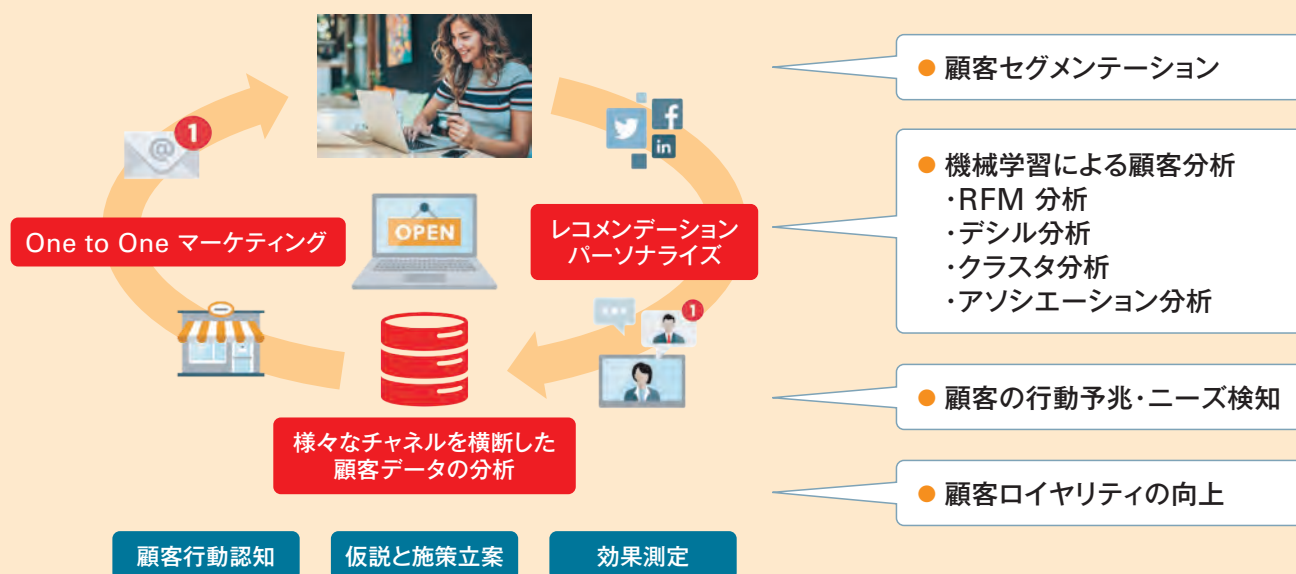 1
@
f
in
One to One マーケティング
OPEN
レコメンデーション
パーソナライズ
1
様々なチャネルを横断した
顧客データの分析
顧客行動認知
仮説と施策立案
効果測定
● 顧客セグメンテーション
● 機械学習による顧客分析
・RFM 分析
・デシル分析
・クラスタ分析
・アソシエーション分析
● 顧客の行動予兆・ニーズ検知
● 顧客ロイヤリティの向上